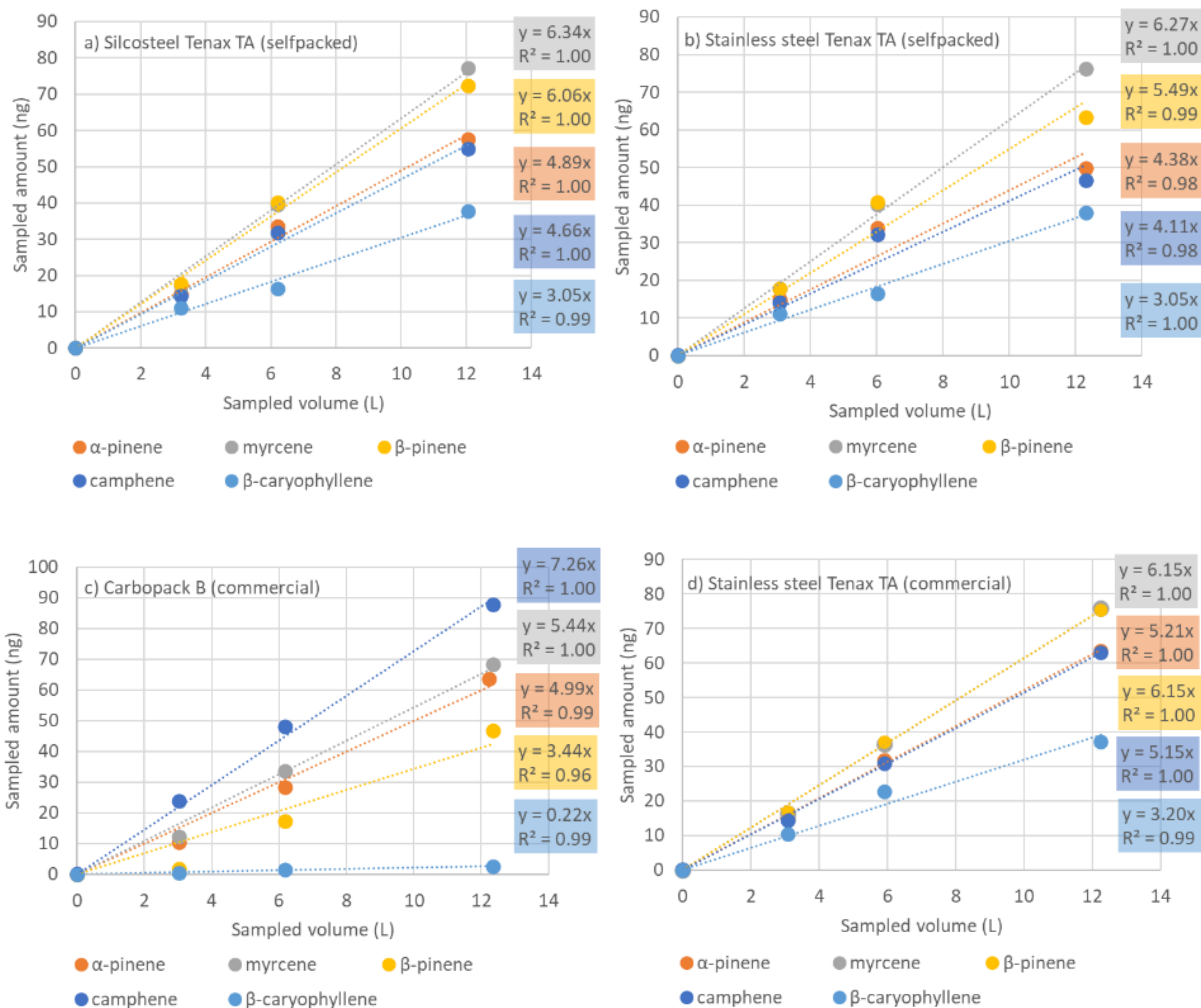 a) Silcosteel Tenax TA (selfpacked)
Sampled amount (ng)
90
80
70
60
50
40
30
20
10
0
0 2 4 6 8 10 12 14
Sampled volume (L)
y = 6.34x
R² = 1.00
y = 6.06x
R² = 1.00
y = 4.89x
R² = 1.00
y = 4.66x
R² = 1.00
y = 3.05x
R² = 0.99
α-pinene myrcene β-pinene
camphene β-caryophyllene
b) Stainless steel Tenax TA (selfpacked)
Sampled amount (ng)
90
80
70
60
50
40
30
20
10
0
0 2 4 6 8 10 12 14
Sampled volume (L)
y = 6.27x
R² = 1.00
y = 5.49x
R² = 0.99
y = 4.38x
R² = 0.98
y = 4.11x
R² = 0.98
y = 3.05x
R² = 1.00
α-pinene myrcene β-pinene
camphene β-caryophyllene
c) Carbopack B (commercial)
Sampled amount (ng)
100
90
80
70
60
50
40
30
20
10
0
0 2 4 6 8 10 12 14
Sampled volume (L)
y = 7.26x
R² = 1.00
y = 5.44x
R² = 1.00
y = 4.99x
R² = 0.99
y = 3.44x
R² = 0.96
y = 0.22x
R² = 0.99
α-pinene myrcene β-pinene
camphene β-caryophyllene
d) Stainless steel Tenax TA (commercial)
Sampled amount (ng)
90
80
70
60
50
40
30
20
10
0
0 2 4 6 8 10 12 14
Sampled volume (L)
y = 6.15x
R² = 1.00
y = 5.21x
R² = 1.00
y = 6.15x
R² = 1.00
y = 5.15x
R² = 1.00
y = 3.20x
R² = 0.99
α-pinene myrcene β-pinene
camphene β-caryophyllene